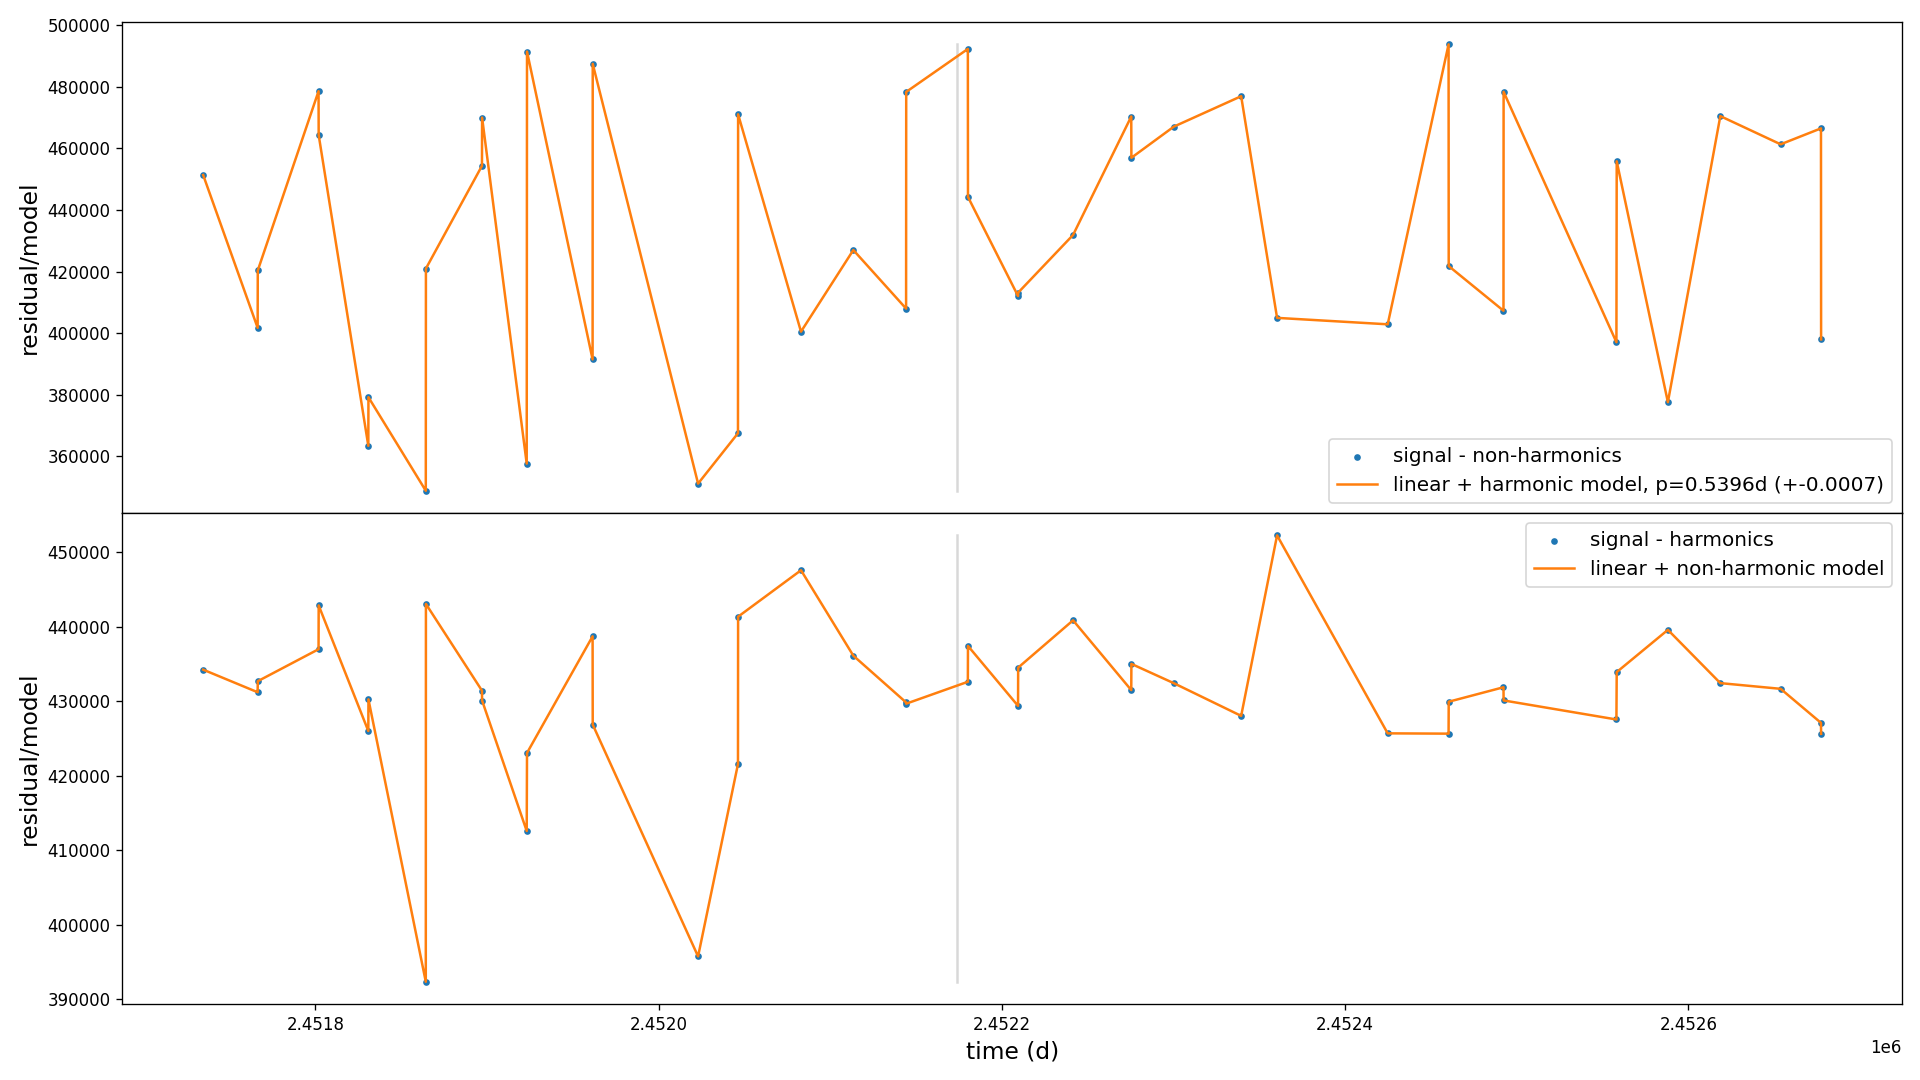 500000
480000
460000
440000
420000
400000
380000
360000
residual/model
signal - non-harmonics
linear + harmonic model, p=0.5396d (+-0.0007)
450000
440000
430000
420000
410000
400000
390000
residual/model
signal - harmonics
linear + non-harmonic model
2.4518
2.4520
2.4522
2.4524
2.4526
time (d)
1e6